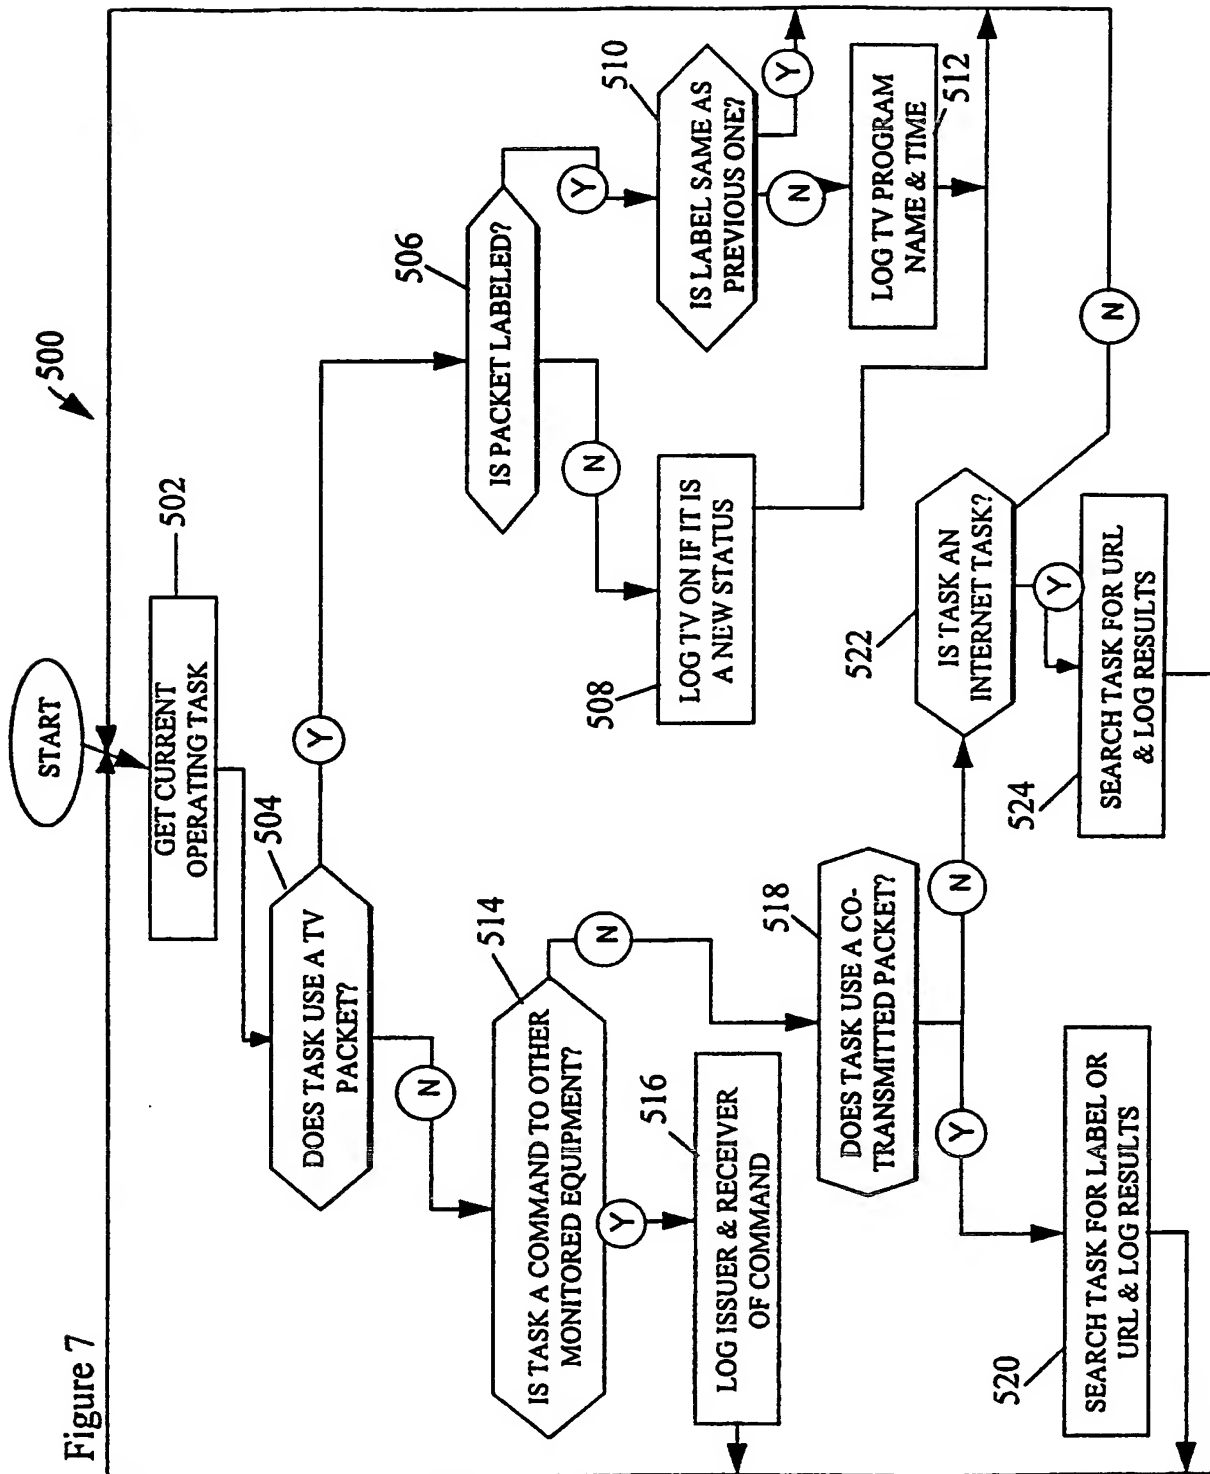 Figure 7
500
START
GET CURRENT
OPERATING TASK
502
DOES TASK USE A TV
PACKET?
504
Y
N
IS PACKET LABELED?
506
Y
N
LOG TV ON IF IT IS
A NEW STATUS
508
IS LABEL SAME AS
PREVIOUS ONE?
510
Y
N
LOG TV PROGRAM
NAME & TIME
512
IS TASK A COMMAND TO OTHER
MONITORED EQUIPMENT?
514
N
Y
LOG ISSUER & RECEIVER
OF COMMAND
516
DOES TASK USE A CO-
TRANSMITTED PACKET?
518
N
Y
SEARCH TASK FOR LABEL OR
URL & LOG RESULTS
520
IS TASK AN
INTERNET TASK?
522
N
Y
SEARCH TASK FOR URL
& LOG RESULTS
524